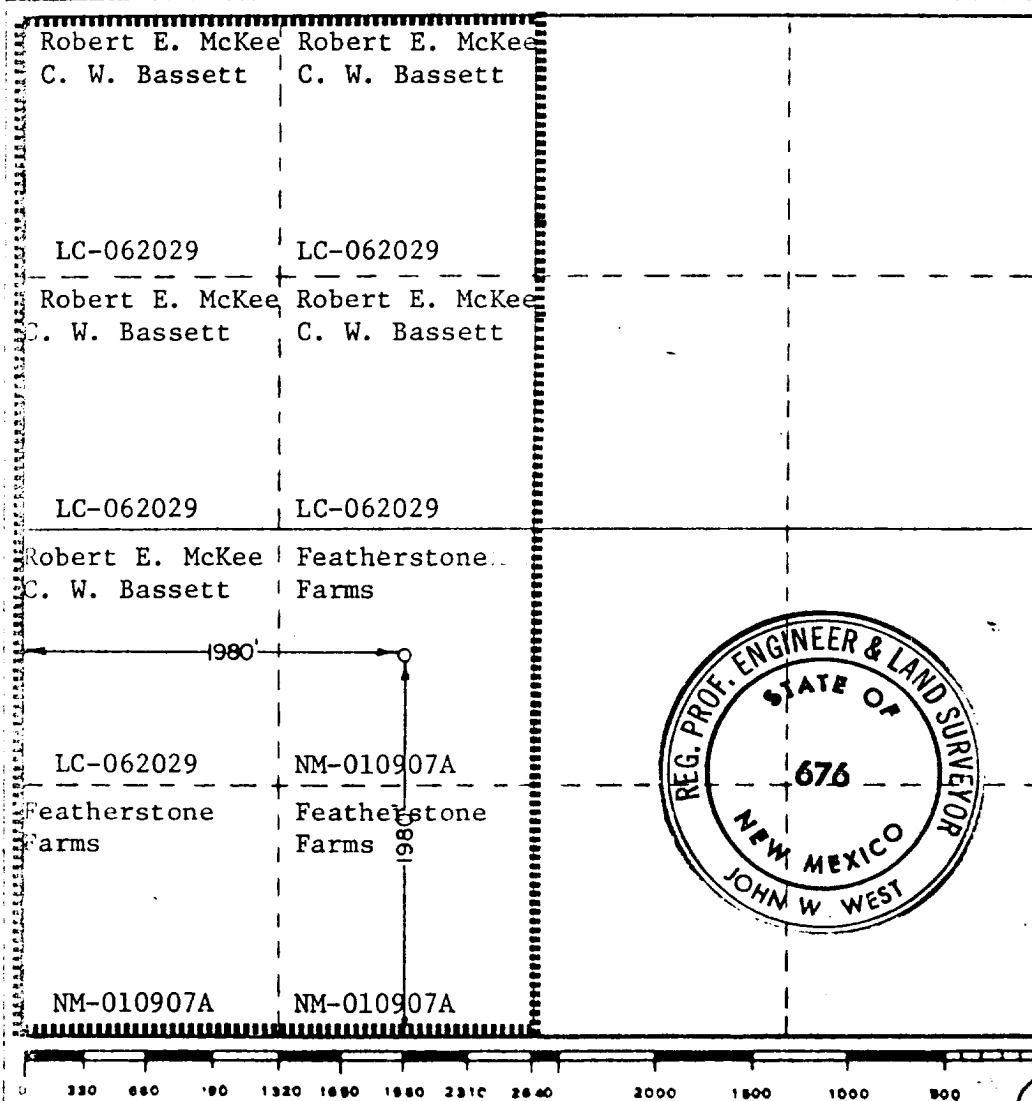 Robert E. McKee Robert E. McKee
C. W. Bassett C. W. Bassett
LC-062029 LC-062029
Robert E. McKee Robert E. McKee
C. W. Bassett C. W. Bassett
LC-062029 LC-062029
Robert E. McKee Featherstone
C. W. Bassett Farms
1980'
LC-062029 NM-010907A
Featherstone Featherstone
Farms Farms
1980'
NM-010907A NM-010907A
REG. PROF. ENGINEER & LAND SURVEYOR
STATE OF
676
NEW MEXICO
JOHN W. WEST
0 330 660 990 1320 1650 1980 2310 2640 2000 1500 1000 500